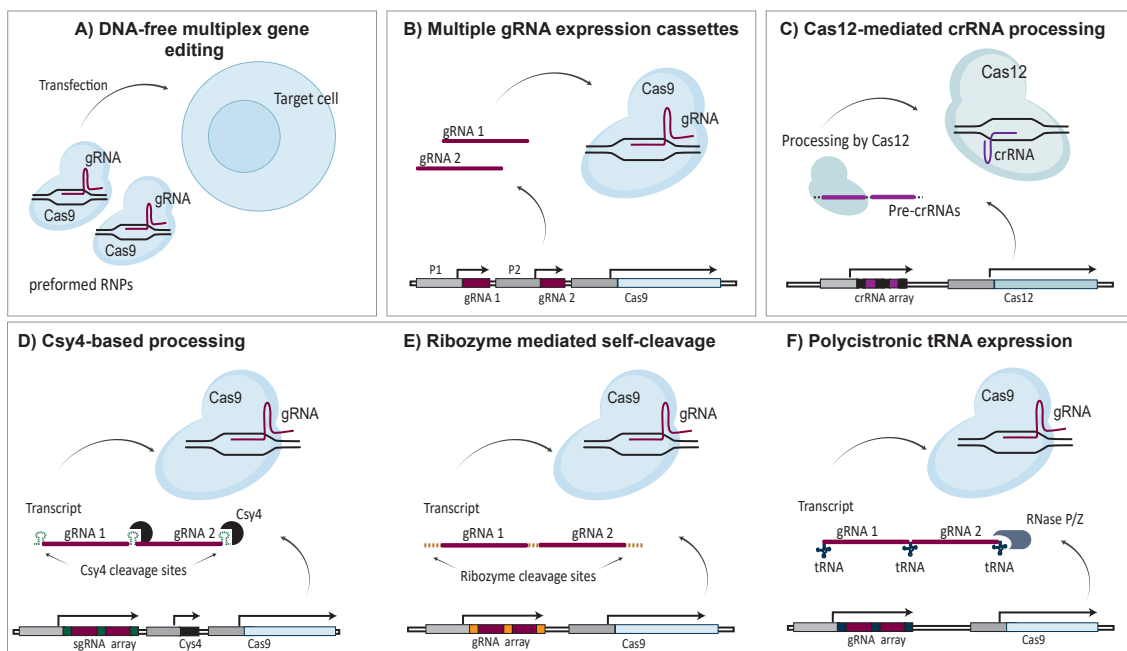 A) DNA-free multiplex gene
editing
Transfection
Target cell
gRNA
gRNA
Cas9
Cas9
preformed RNPs
B) Multiple gRNA expression cassettes
Cas9
gRNA
gRNA 1
gRNA 2
P1
P2
gRNA 1
gRNA 2
Cas9
C) Cas12-mediated crRNA processing
Cas12
Processing by Cas12
crRNA
Pre-crRNAs
crRNA array
Cas12
D) Csy4-based processing
Cas9
gRNA
Transcript
Csy4
gRNA 1
gRNA 2
Csy4 cleavage sites
sgRNA array
Cys4
Cas9
E) Ribozyme mediated self-cleavage
Cas9
gRNA
Transcript
gRNA 1
gRNA 2
Ribozyme cleavage sites
gRNA array
Cas9
F) Polycistronic tRNA expression
Cas9
gRNA
Transcript
RNase P/Z
gRNA 1
gRNA 2
tRNA
tRNA
tRNA
gRNA array
Cas9